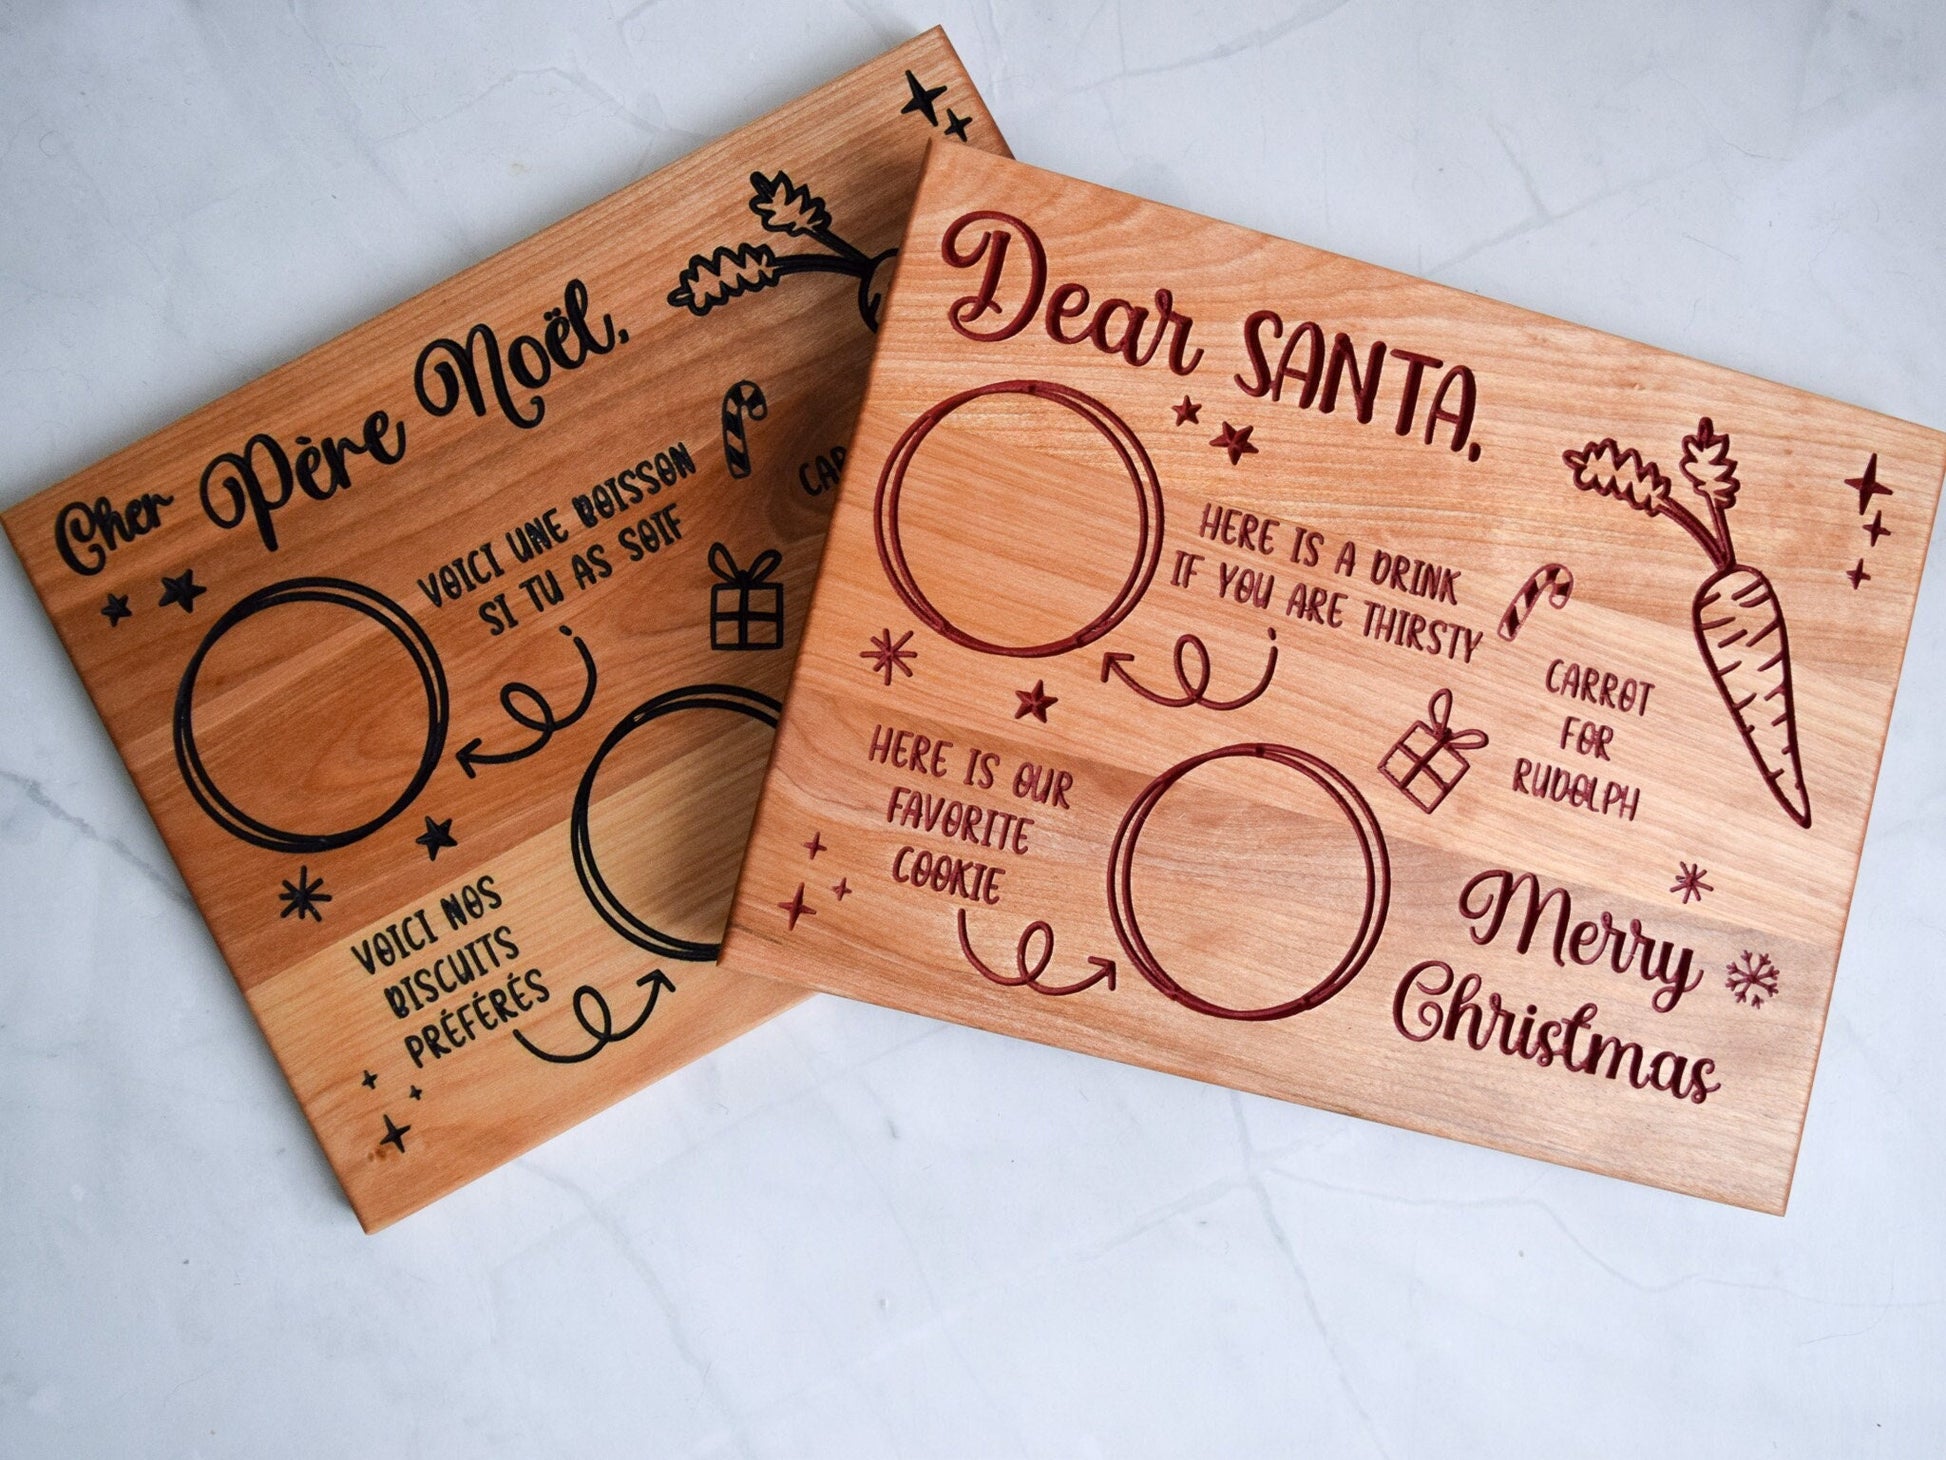 Cher Père Noël,
VOICI UNE BOISSON
SI TU AS SOIF
VOICI NOS
BISCUITS
PRÉFÉRÉS
Dear SANTA,
HERE IS A DRINK
IF YOU ARE THIRSTY
CARROT
FOR
RUDOLPH
HERE IS OUR
FAVORITE
COOKIE
Merry
Christmas